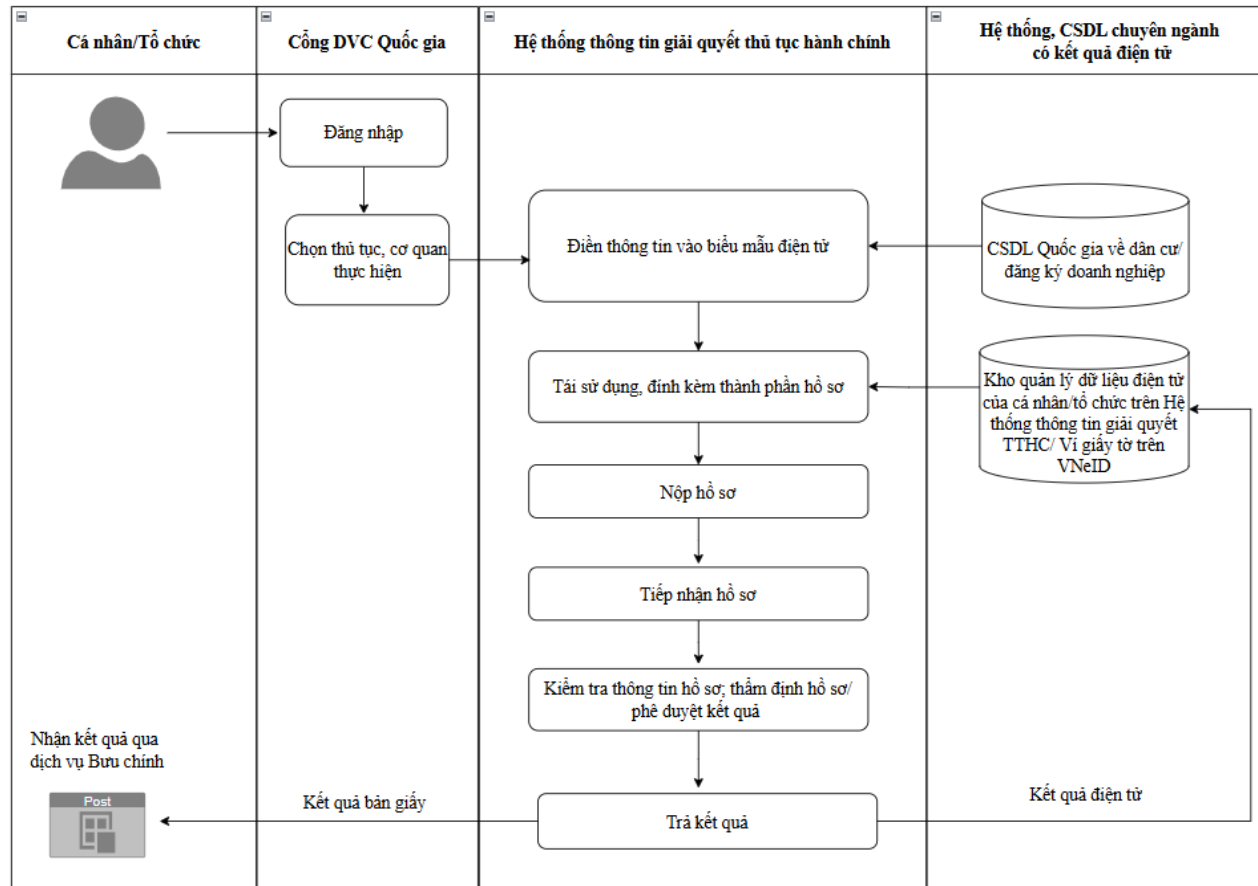 Cá nhân/Tổ chức
Cổng DVC Quốc gia
Hệ thống thông tin giải quyết thủ tục hành chính
Hệ thống, CSDL chuyên ngành
có kết quả điện tử
Đăng nhập
Chọn thủ tục, cơ quan
thực hiện
Điền thông tin vào biểu mẫu điện tử
CSDL Quốc gia về dân cư/
đăng ký doanh nghiệp
Tái sử dụng, đính kèm thành phần hồ sơ
Kho quản lý dữ liệu điện tử
của cá nhân/tổ chức trên Hệ
thống thông tin giải quyết
TTHC/ Ví giấy tờ trên
VNeID
Nộp hồ sơ
Tiếp nhận hồ sơ
Kiểm tra thông tin hồ sơ; thẩm định hồ sơ/
phê duyệt kết quả
Nhận kết quả qua
dịch vụ Bưu chính
Post
Kết quả bản giấy
Trả kết quả
Kết quả điện tử